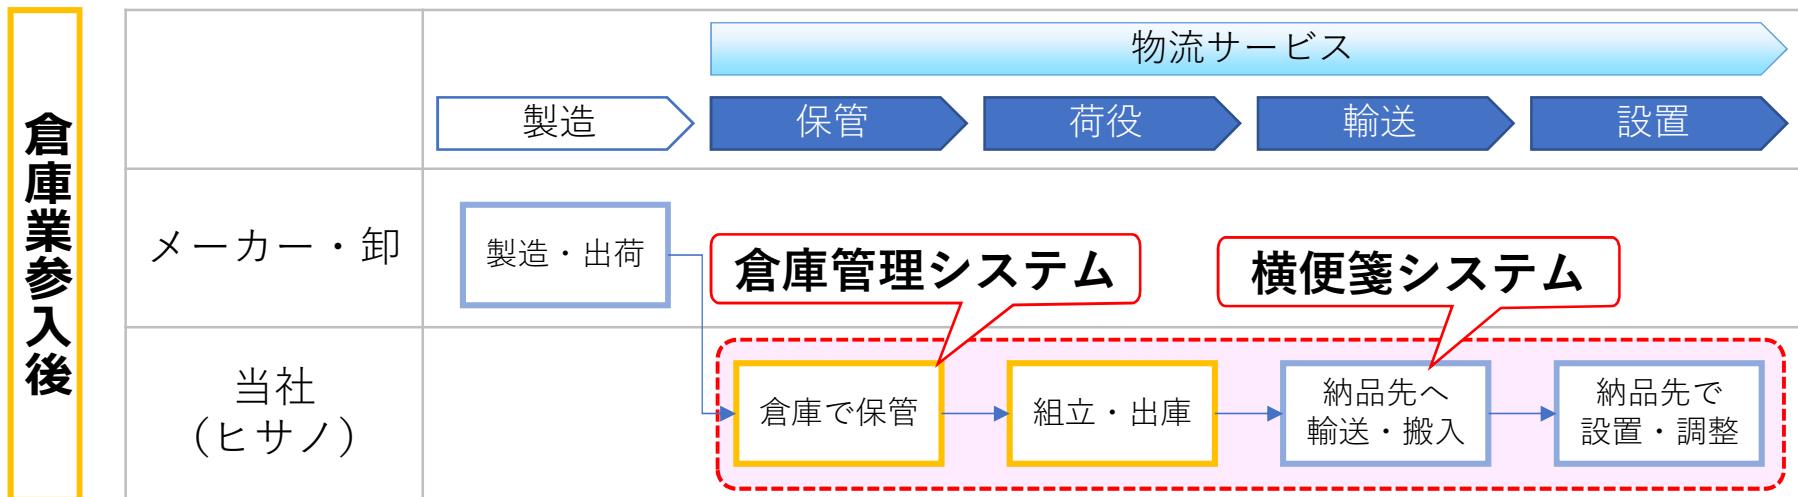 倉庫業参入後
物流サービス
製造
保管
荷役
輸送
設置
メーカー・卸
製造・出荷
倉庫管理システム
横便箋システム
当社
（ヒサノ）
倉庫で保管
組立・出庫
納品先へ
輸送・搬入
納品先で
設置・調整